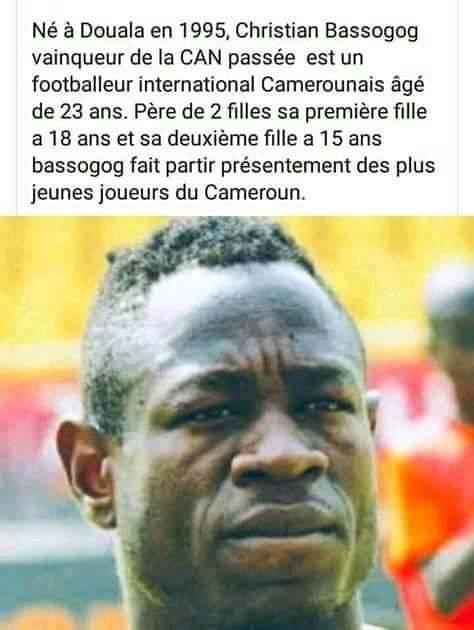 Né à Douala en 1995, Christian Bassogog
vainqueur de la CAN passée est un
footballeur international Camerounais âgé
de 23 ans. Père de 2 filles sa première fille
a 18 ans et sa deuxième fille a 15 ans
bassogog fait partir présentement des plus
jeunes joueurs du Cameroun.